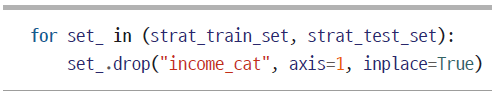 for set_ in (strat_train_set, strat_test_set):
    set_.drop("income_cat", axis=1, inplace=True)